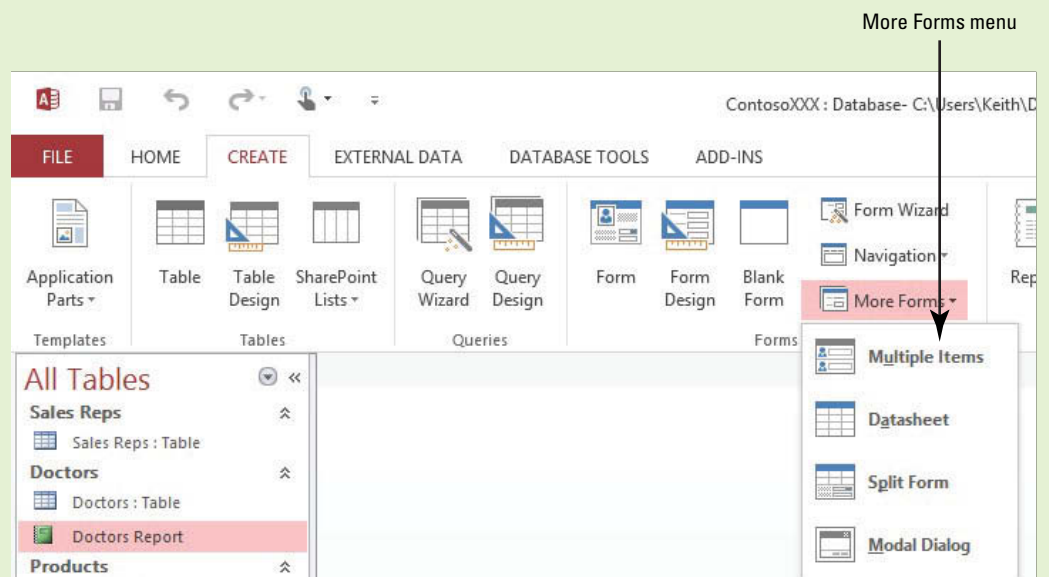 More Forms menu
ContosoXXX : Database- C:\Users\Keith\D
FILE HOME CREATE EXTERNAL DATA DATABASE TOOLS ADD-INS
Application Parts
Table
Table Design
SharePoint Lists
Query Wizard
Query Design
Form
Form Design
Blank Form
Form Wizard
Navigation
More Forms
Rep
Templates Tables Queries Forms
All Tables
Sales Reps
Sales Reps : Table
Doctors
Doctors : Table
Doctors Report
Products
Multiple Items
Datasheet
Split Form
Modal Dialog